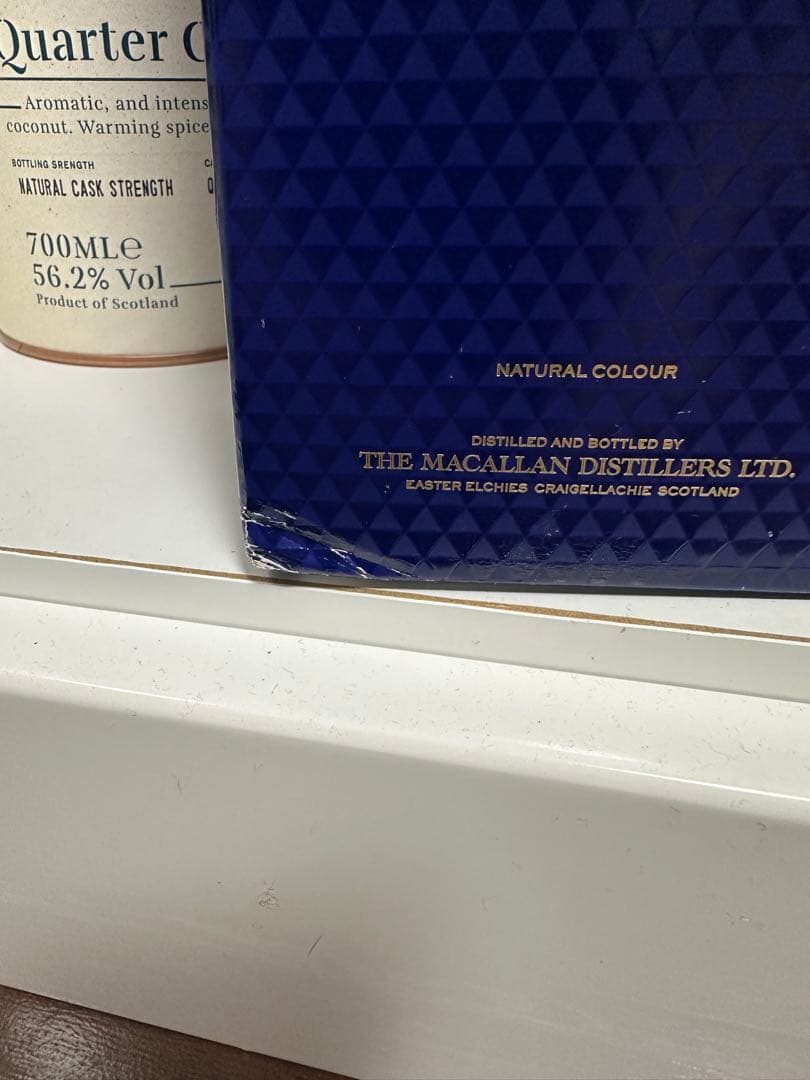 Quarter
Aromatic, and intens
coconut. Warming spice
BOTTLING SRENGTH
NATURAL CASK STRENGTH
700ML℮
56.2% Vol
Product of Scotland
NATURAL COLOUR
DISTILLED AND BOTTLED BY
THE MACALLAN DISTILLERS LTD.
EASTER ELCHIES CRAIGELLACHIE SCOTLAND